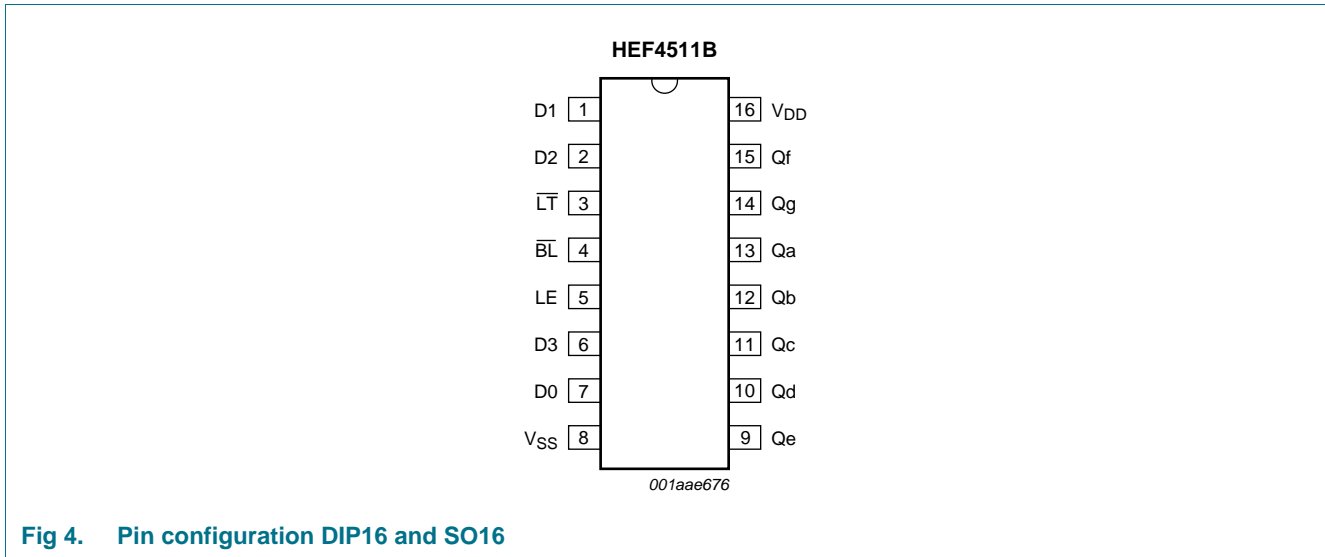 HEF4511B
D1 1 16 VDD
D2 2 15 Qf
L̅T̅ 3 14 Qg
B̅L̅ 4 13 Qa
LE 5 12 Qb
D3 6 11 Qc
D0 7 10 Qd
VSS 8 9 Qe
001aae676
Fig 4. Pin configuration DIP16 and SO16